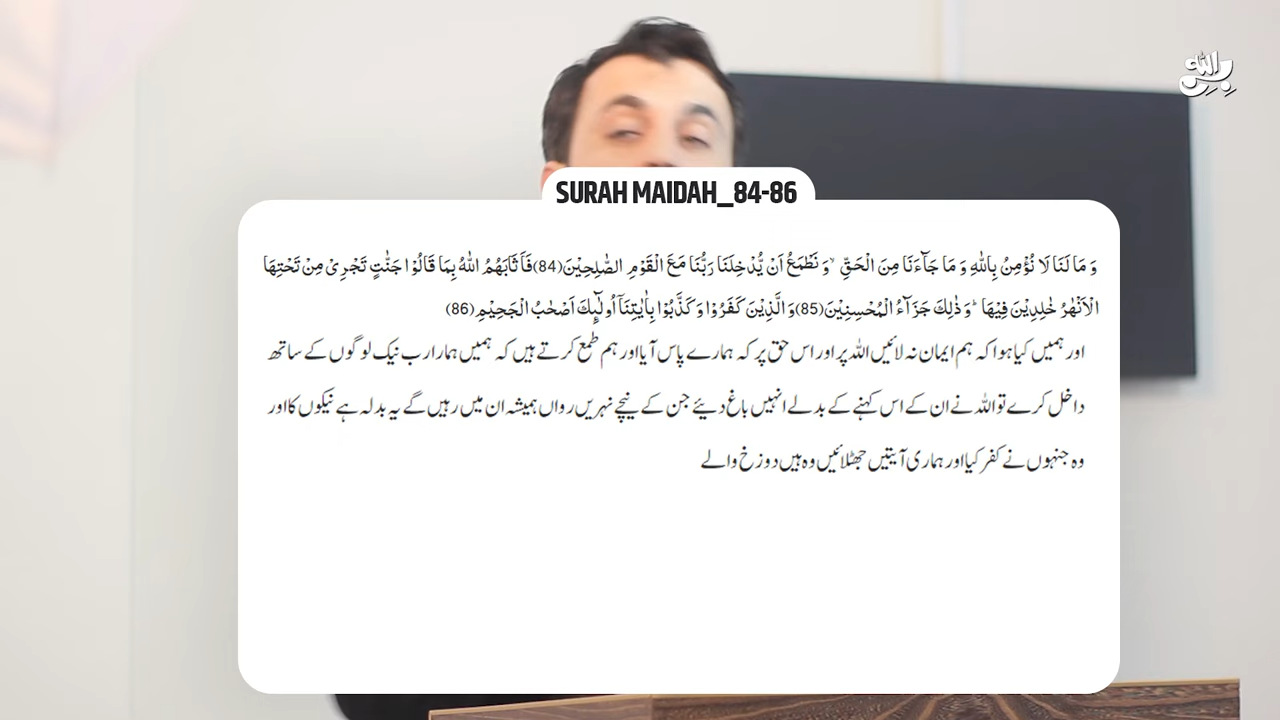 بسم الله
SURAH MAIDAH_84-86
وَ مَا لَنَا لَا نُؤْمِنُ بِاللّٰهِ وَ مَا جَآءَنَا مِنَ الْحَقِّۙ وَ نَطْمَعُ اَنْ یُّدْخِلَنَا رَبُّنَا مَعَ الْقَوْمِ الصّٰلِحِیْنَ(84)فَاَثَابَهُمُ اللّٰهُ بِمَا قَالُوْا جَنّٰتٍ تَجْرِیْ مِنْ تَحْتِهَا
الْاَنْهٰرُ خٰلِدِیْنَ فِیْهَاؕ-وَ ذٰلِكَ جَزَآءُ الْمُحْسِنِیْنَ(85)وَ الَّذِیْنَ كَفَرُوْا وَ كَذَّبُوْا بِاٰیٰتِنَاۤ اُولٰٓىٕكَ اَصْحٰبُ الْجَحِیْمِ(86)
اور ہمیں کیا ہوا کہ ہم ایمان نہ لائیں اللہ پر اور اس حق پر کہ ہمارے پاس آیا اور ہم طمع کرتے ہیں کہ ہمیں ہمارا رب نیک لوگوں کے ساتھ
داخل کرے تو اللہ نے ان کے اس کہنے کے بدلے انہیں باغ دیئے جن کے نیچے نہریں رواں ہمیشہ ان میں رہیں گے یہ بدلہ ہے نیکوں کا اور
وہ جنہوں نے کفر کیا اور ہماری آیتیں جھٹلائیں وہ ہیں دوزخ والے